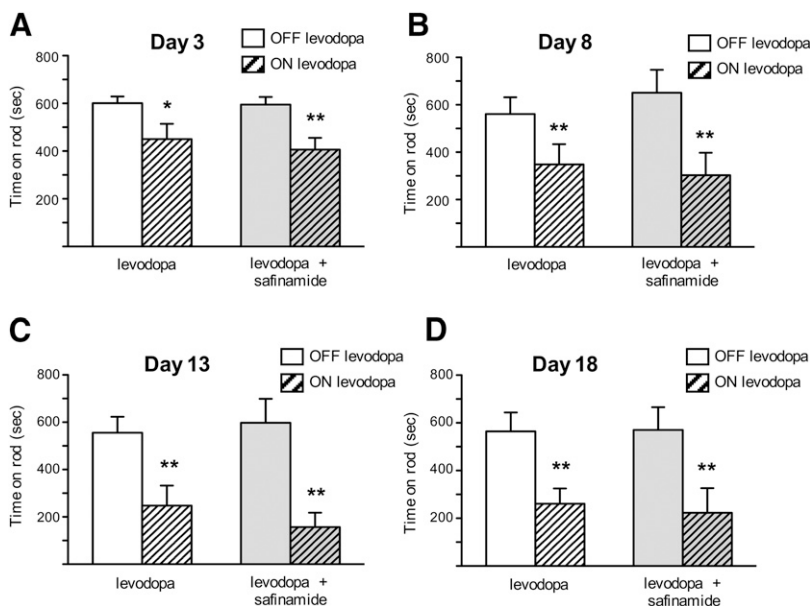 A
Day 3
OFF levodopa
ON levodopa
Time on rod (sec)
800
600
400
200
*
**
levodopa
levodopa +
safinamide
B
Day 8
OFF levodopa
ON levodopa
Time on rod (sec)
800
600
400
200
**
**
levodopa
levodopa +
safinamide
C
Day 13
OFF levodopa
ON levodopa
Time on rod (sec)
800
600
400
200
**
**
levodopa
levodopa +
safinamide
D
Day 18
OFF levodopa
ON levodopa
Time on rod (sec)
800
600
400
200
**
**
levodopa
levodopa +
safinamide